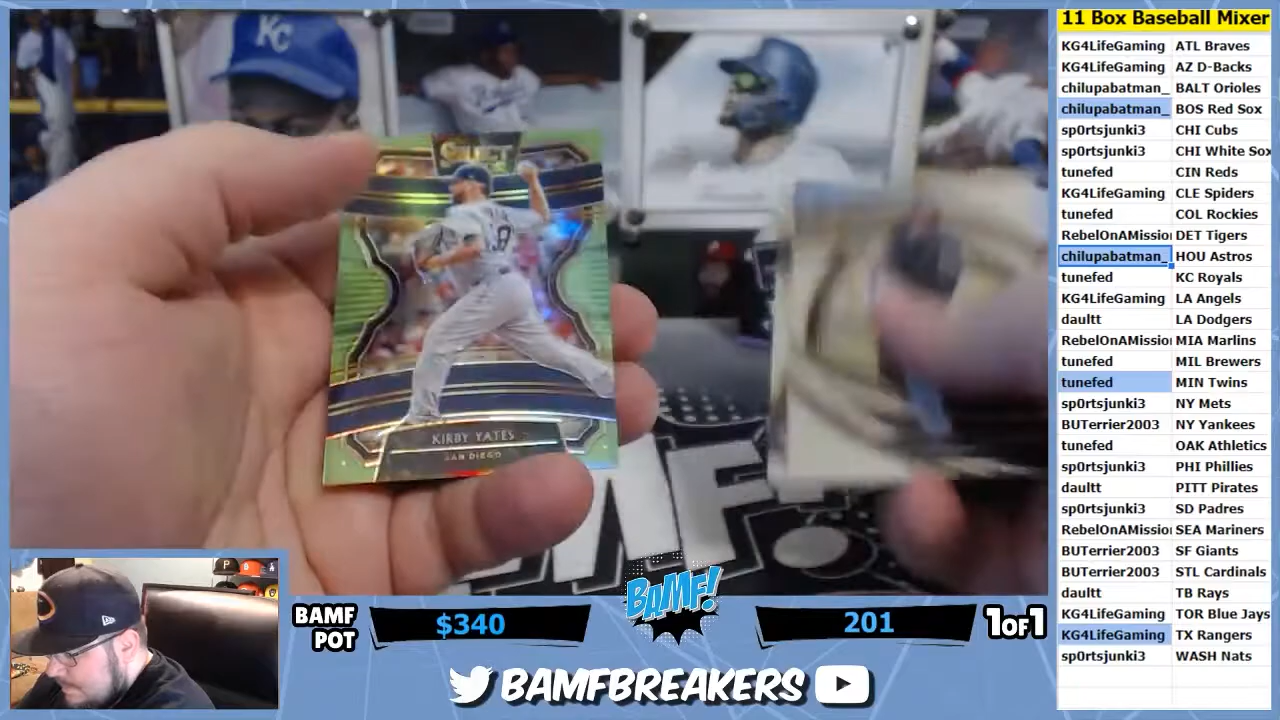 KC
SELECT
18
KIRBY YATES
SAN DIEGO
11 Box Baseball Mixer
KG4LifeGaming ATL Braves
KG4LifeGaming AZ D-Backs
chilupabatman_ BALT Orioles
chilupabatman_ BOS Red Sox
sp0rtsjunki3 CHI Cubs
sp0rtsjunki3 CHI White Sox
tunefed CIN Reds
KG4LifeGaming CLE Spiders
tunefed COL Rockies
RebelOnAMissio DET Tigers
chilupabatman_ HOU Astros
tunefed KC Royals
KG4LifeGaming LA Angels
daultt LA Dodgers
RebelOnAMissio MIA Marlins
tunefed MIL Brewers
tunefed MIN Twins
sp0rtsjunki3 NY Mets
BUTerrier2003 NY Yankees
tunefed OAK Athletics
sp0rtsjunki3 PHI Phillies
daultt PITT Pirates
sp0rtsjunki3 SD Padres
RebelOnAMissio SEA Mariners
BUTerrier2003 SF Giants
BUTerrier2003 STL Cardinals
daultt TB Rays
KG4LifeGaming TOR Blue Jays
KG4LifeGaming TX Rangers
sp0rtsjunki3 WASH Nats
BAMF POT
$340
BAMF!
201
1OF1
BAMFBREAKERS